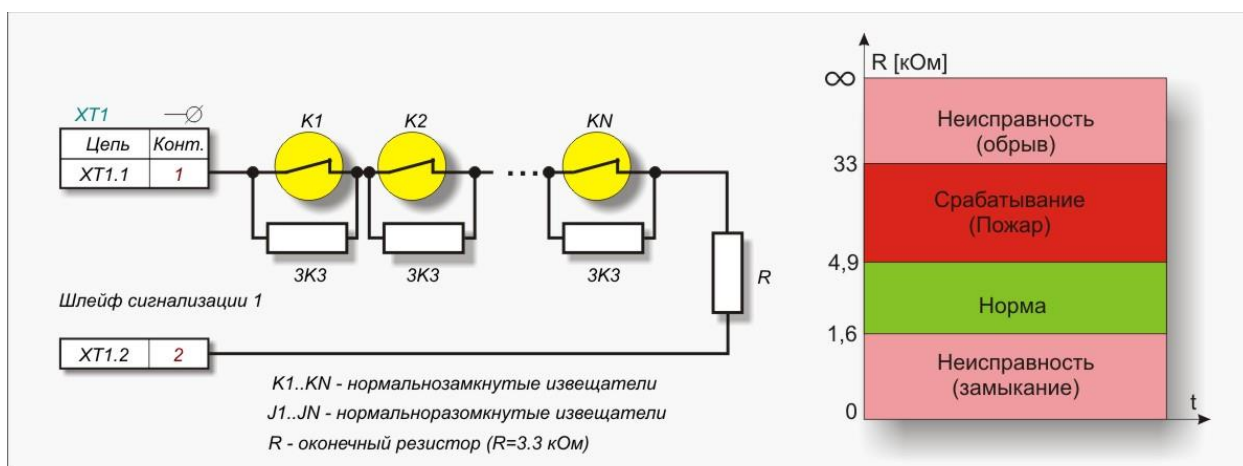 XT1
Цепь Конт.
XT1.1 1
K1
K2
KN
...
3K3
3K3
3K3
R
Шлейф сигнализации 1
XT1.2 2
K1..KN - нормальнозамкнутые извещатели
J1..JN - нормальноразомкнутые извещатели
R - оконечный резистор (R=3.3 кОм)
R [кОм]
∞
Неисправность
(обрыв)
33
Срабатывание
(Пожар)
4,9
Норма
1,6
Неисправность
(замыкание)
0
t